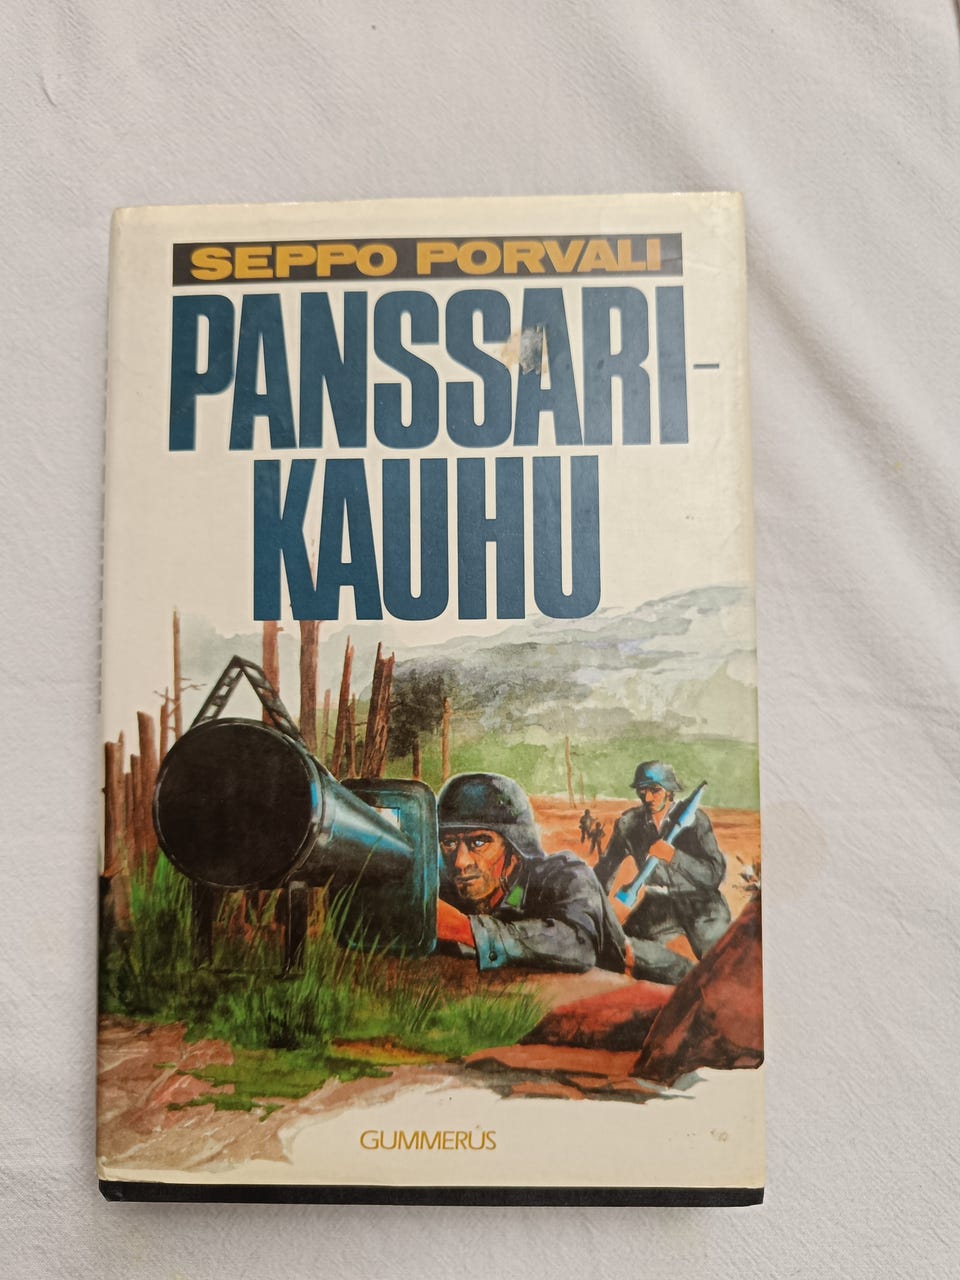 SEPPO PORVALI
PANSSARI-
KAUHU
GUMMERUS